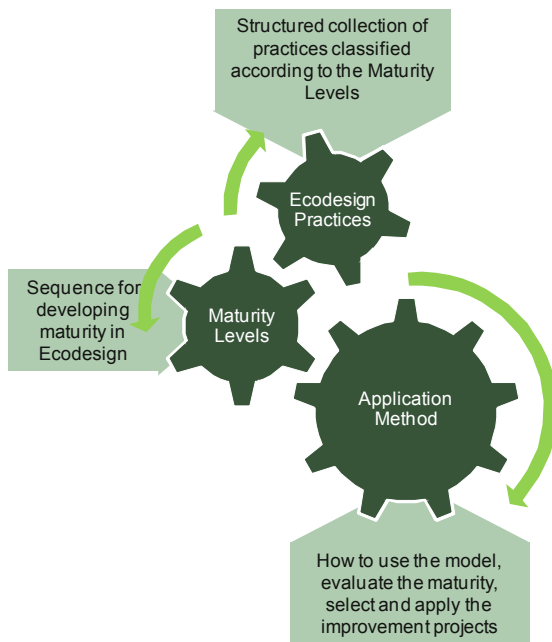 Structured collection of
practices classified
according to the Maturity
Levels
Ecodesign
Practices
Sequence for
developing
maturity in
Ecodesign
Maturity
Levels
Application
Method
How to use the model,
evaluate the maturity,
select and apply the
improvement projects